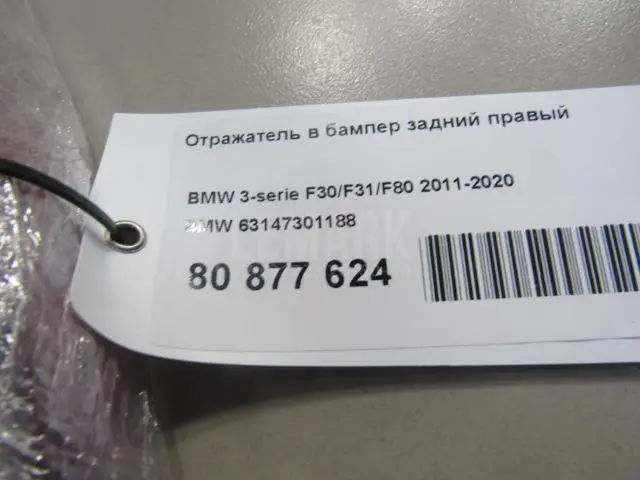 Отражатель в бампер задний правый
BMW 3-serie F30/F31/F80 2011-2020
BMW 63147301188
80 877 624